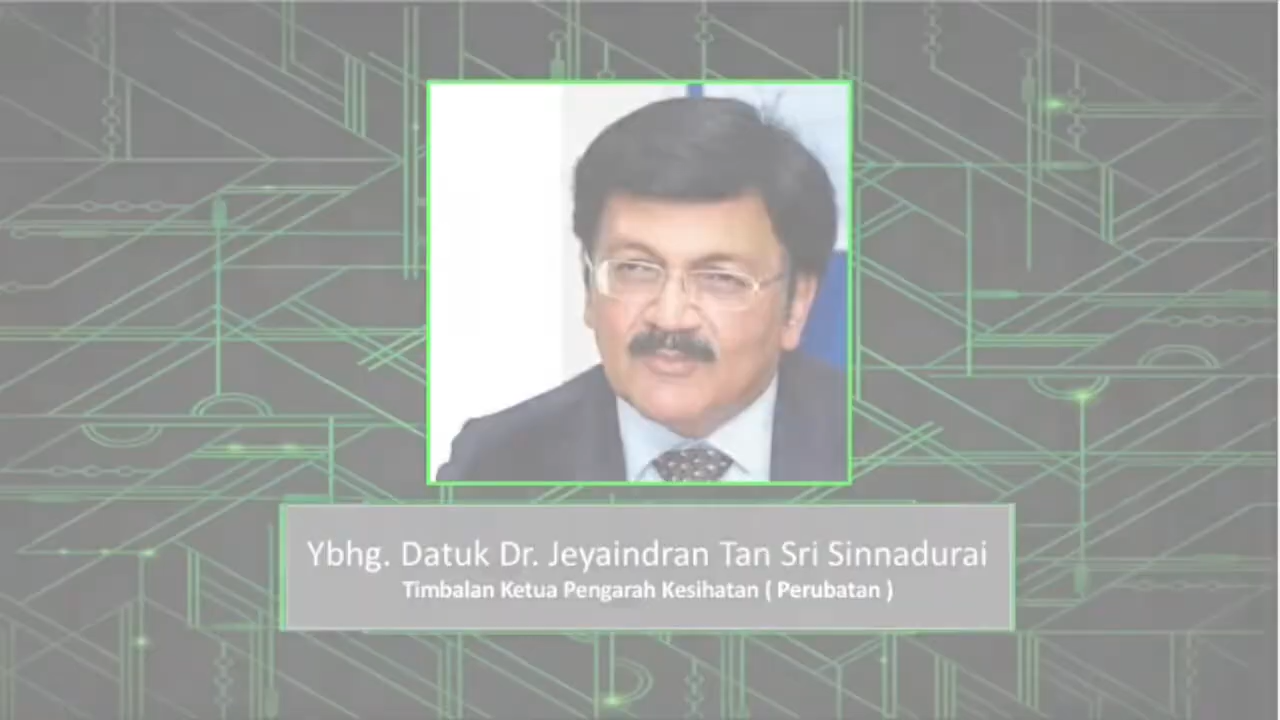 Ybhg. Datuk Dr. Jeyaindran Tan Sri Sinnadurai
Timbalan Ketua Pengarah Kesihatan ( Perubatan )